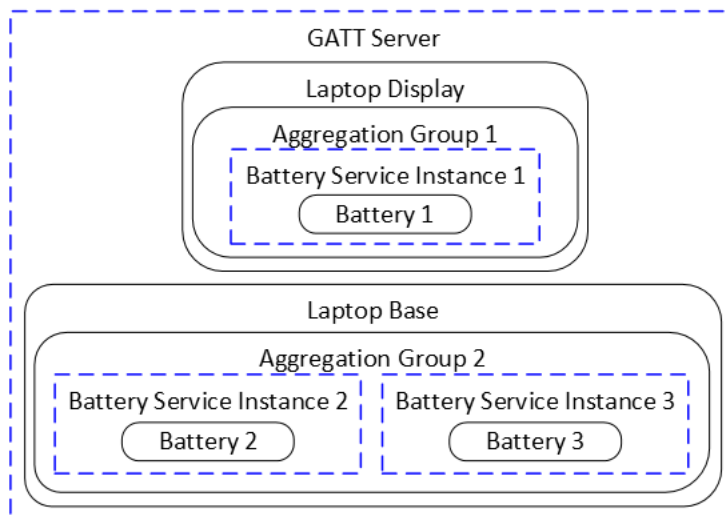 GATT Server
Laptop Display
Aggregation Group 1
Battery Service Instance 1
Battery 1
Laptop Base
Aggregation Group 2
Battery Service Instance 2
Battery 2
Battery Service Instance 3
Battery 3